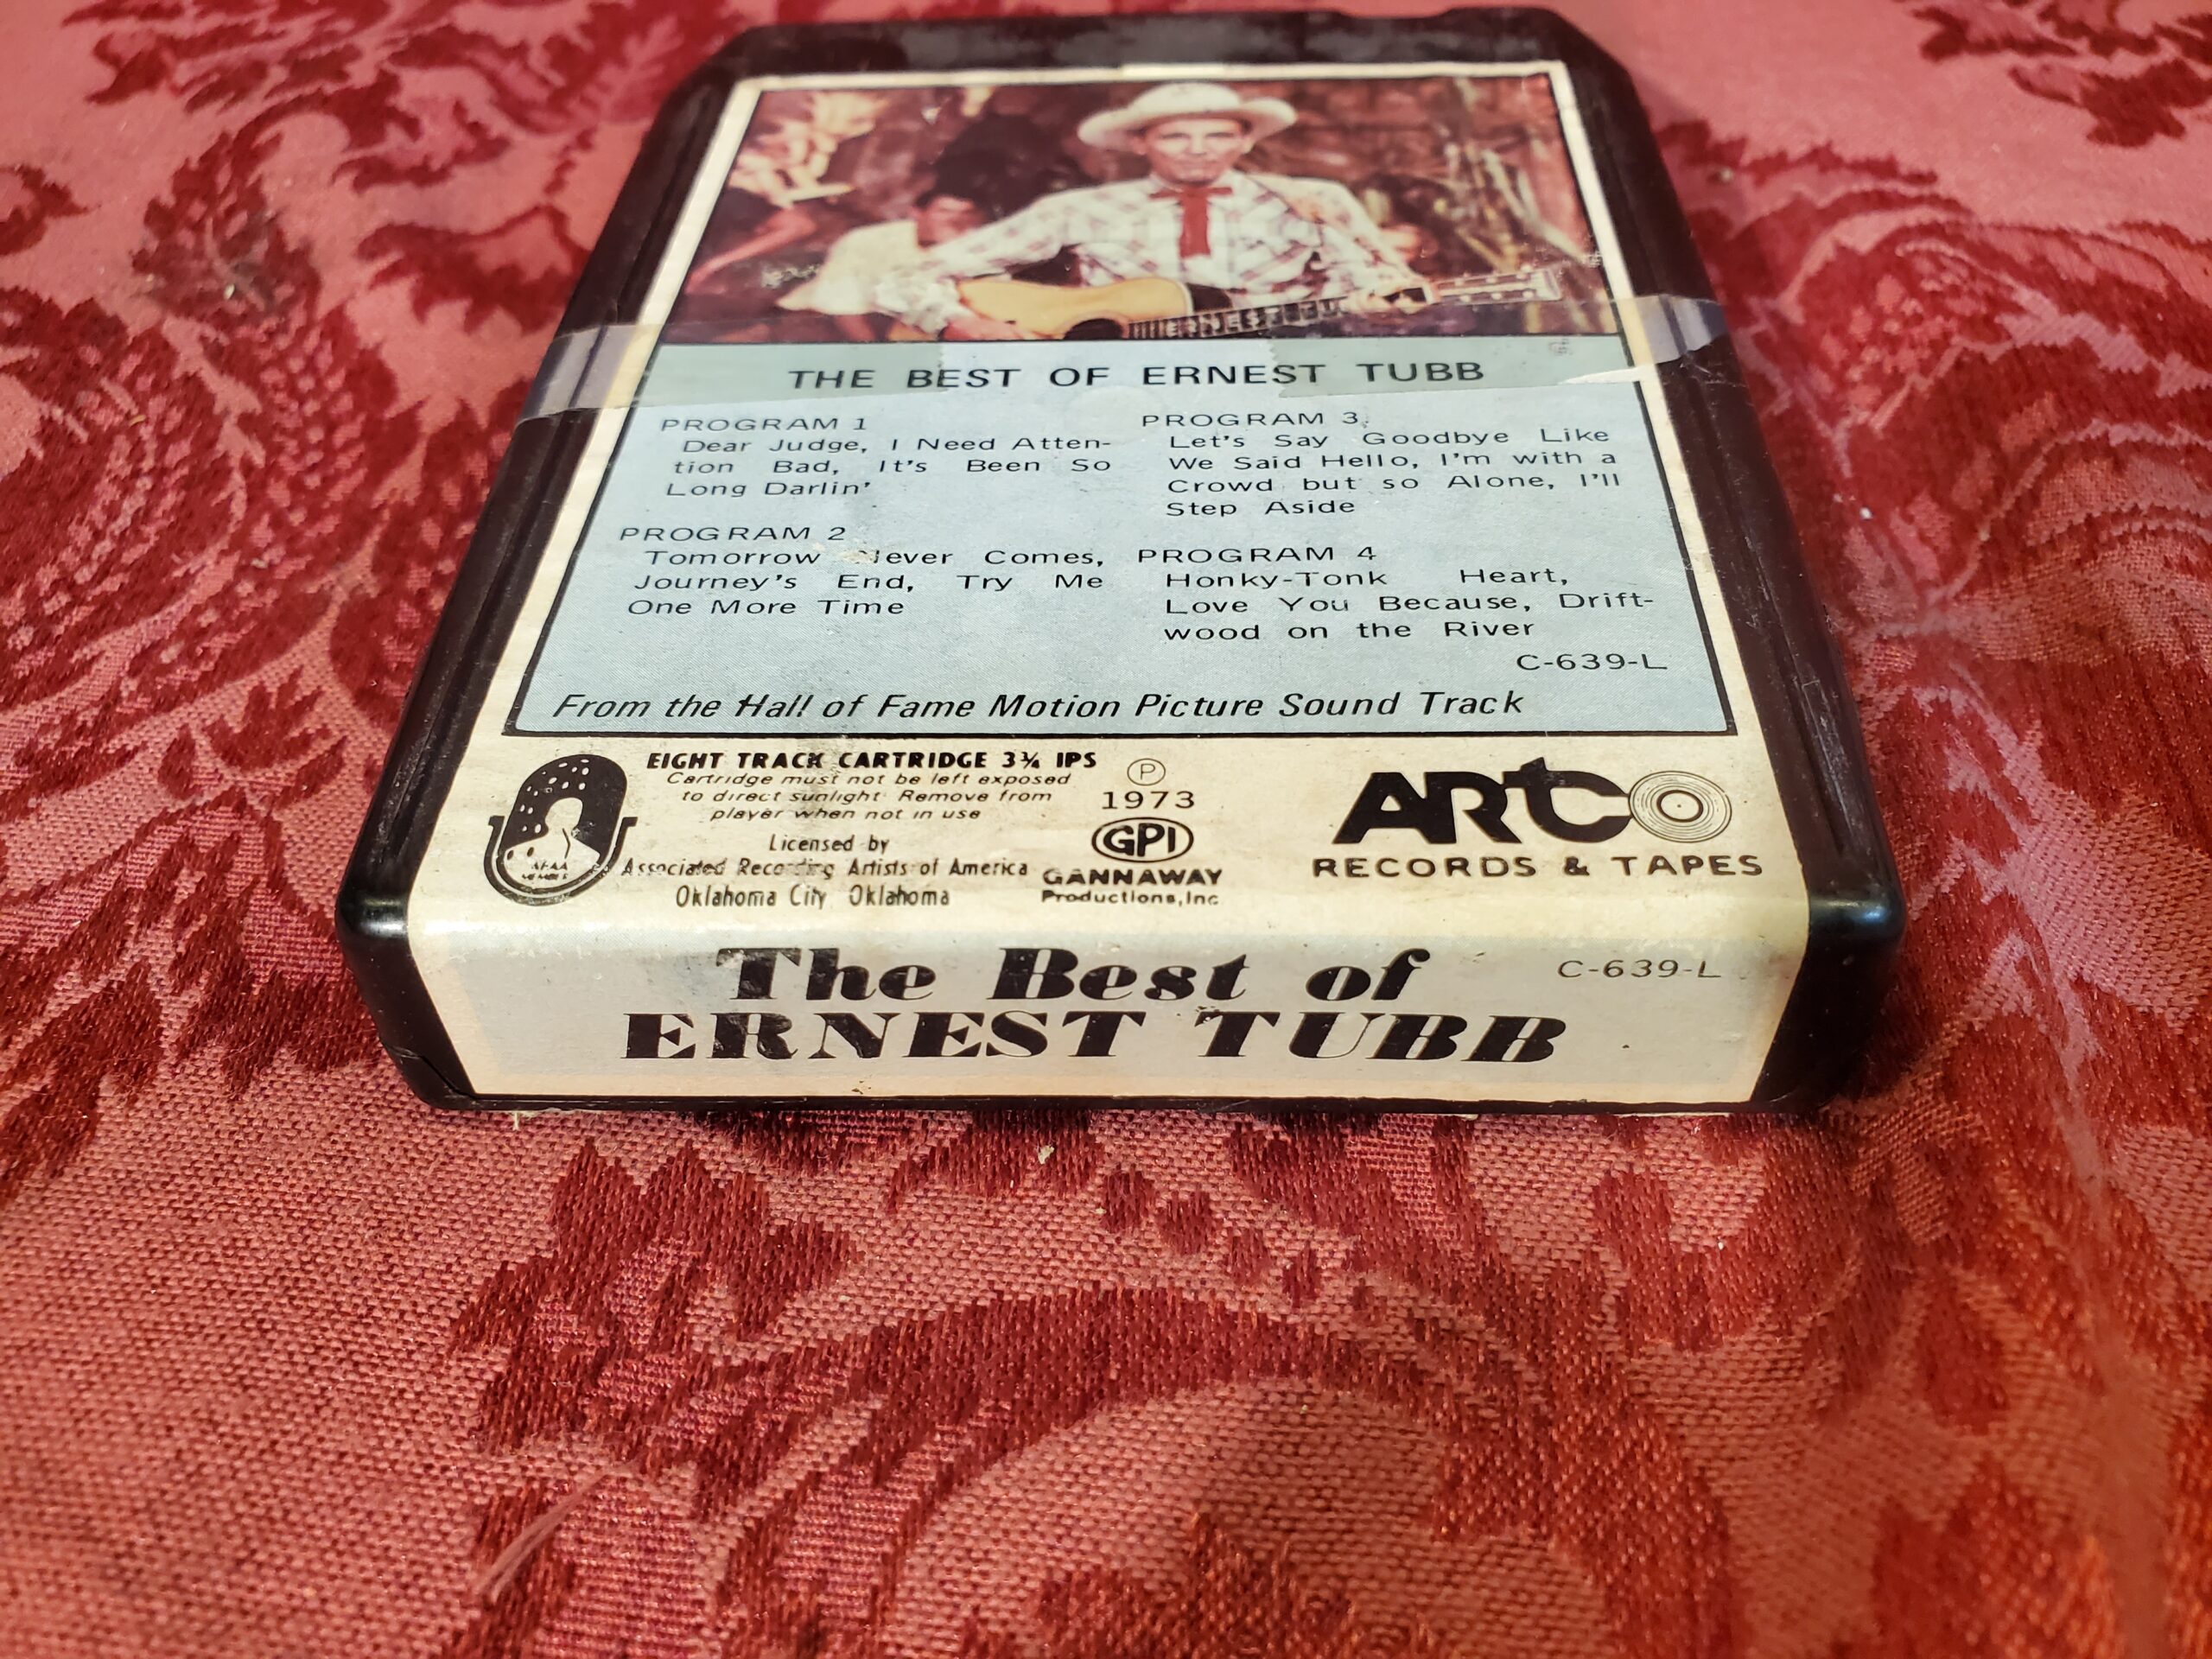 ERNEST TU
THE BEST OF ERNEST TUBB
PROGRAM 1
Dear Judge, I Need Atten-
tion Bad, It's Been So
Long Darlin'
PROGRAM 2
Tomorrow Never Comes,
Journey's End, Try Me
One More Time
PROGRAM 3
Let's Say Goodbye Like
We Said Hello, I'm with a
Crowd but so Alone, I'll
Step Aside
PROGRAM 4
Honky-Tonk Heart,
Love You Because, Drift-
wood on the River
C-639-L
From the Hall of Fame Motion Picture Sound Track
EIGHT TRACK CARTRIDGE 3¾ IPS
Cartridge must not be left exposed
to direct sunlight. Remove from
player when not in use
Licensed by
Associated Recording Artists of America
Oklahoma City Oklahoma
MEMBER
Ⓟ
1973
GPI
GANNAWAY
Productions, Inc
ARTCO
RECORDS & TAPES
The Best of
ERNEST TUBB
C-639-L